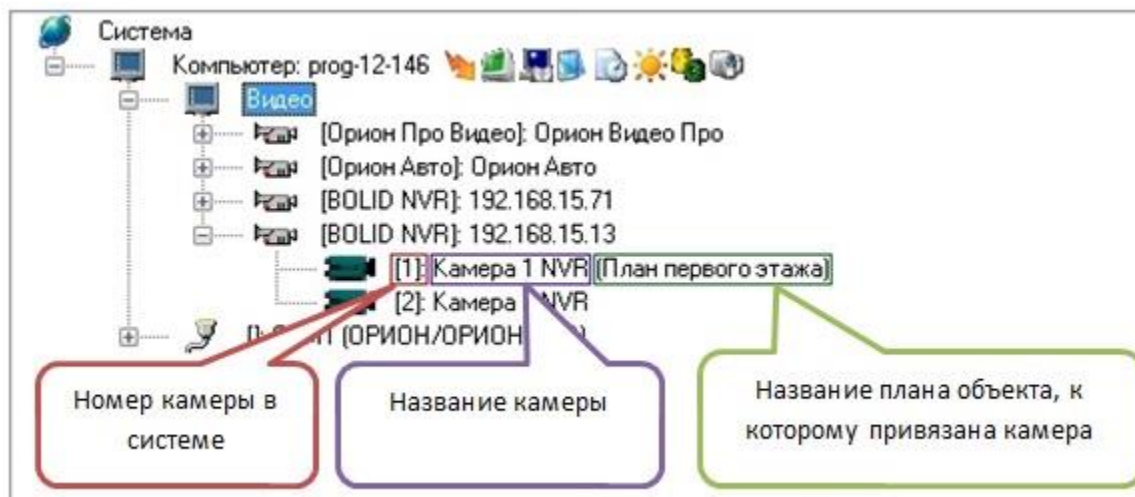 Система
Компьютер: prog-12-146
Видео
[Орион Про Видео]: Орион Видео Про
[Орион Авто]: Орион Авто
[BOLID NVR]: 192.168.15.71
[BOLID NVR]: 192.168.15.13
[1]: Камера 1 NVR (План первого этажа)
[2]: Камера NVR
(ОРИОН/ОРИОН
Номер камеры в
системе
Название камеры
Название плана объекта, к
которому привязана камера